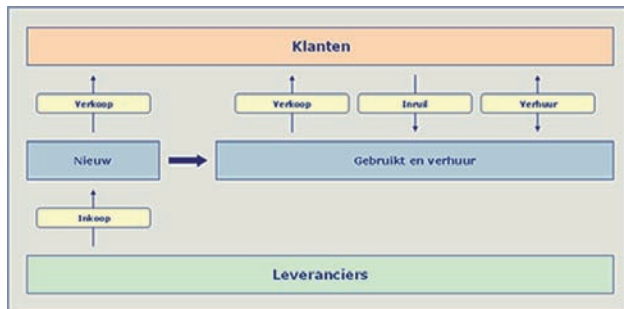 Klanten
Verkoop
Verkoop
Inruil
Verhuur
Nieuw
Gebruikt en verhuur
Inkoop
Leveranciers